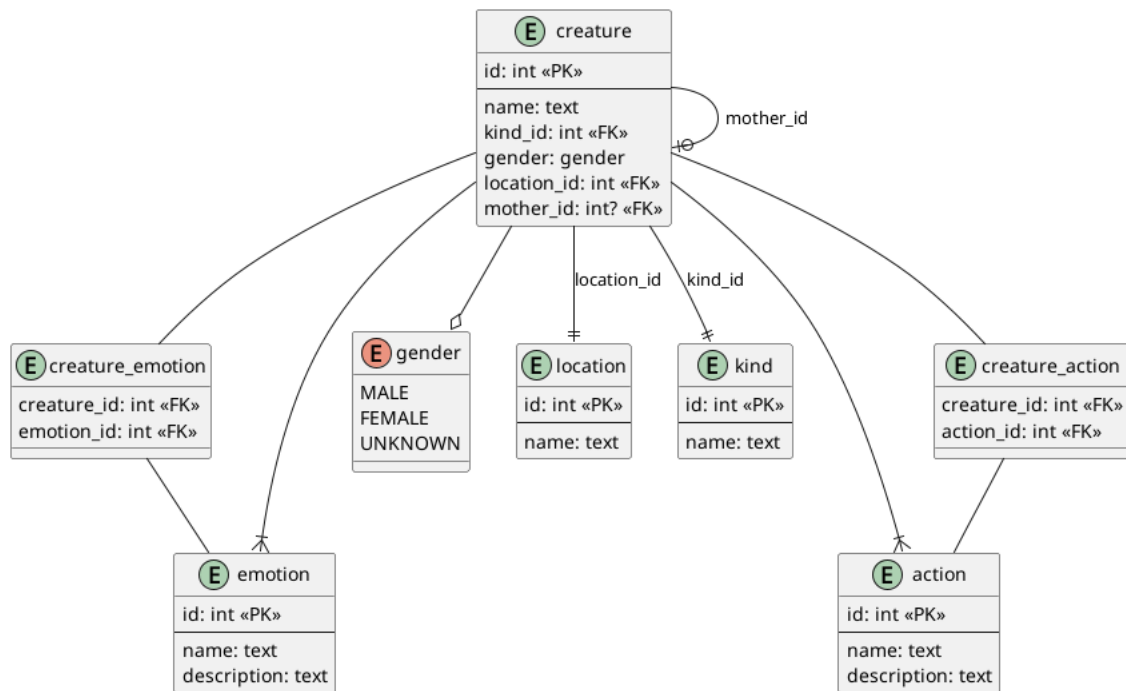 E creature
id: int «PK»
name: text
kind_id: int «FK»
gender: gender
location_id: int «FK»
mother_id: int? «FK»
mother_id
location_id
kind_id
E creature_emotion
creature_id: int «FK»
emotion_id: int «FK»
E gender
MALE
FEMALE
UNKNOWN
E location
id: int «PK»
name: text
E kind
id: int «PK»
name: text
E creature_action
creature_id: int «FK»
action_id: int «FK»
E emotion
id: int «PK»
name: text
description: text
E action
id: int «PK»
name: text
description: text